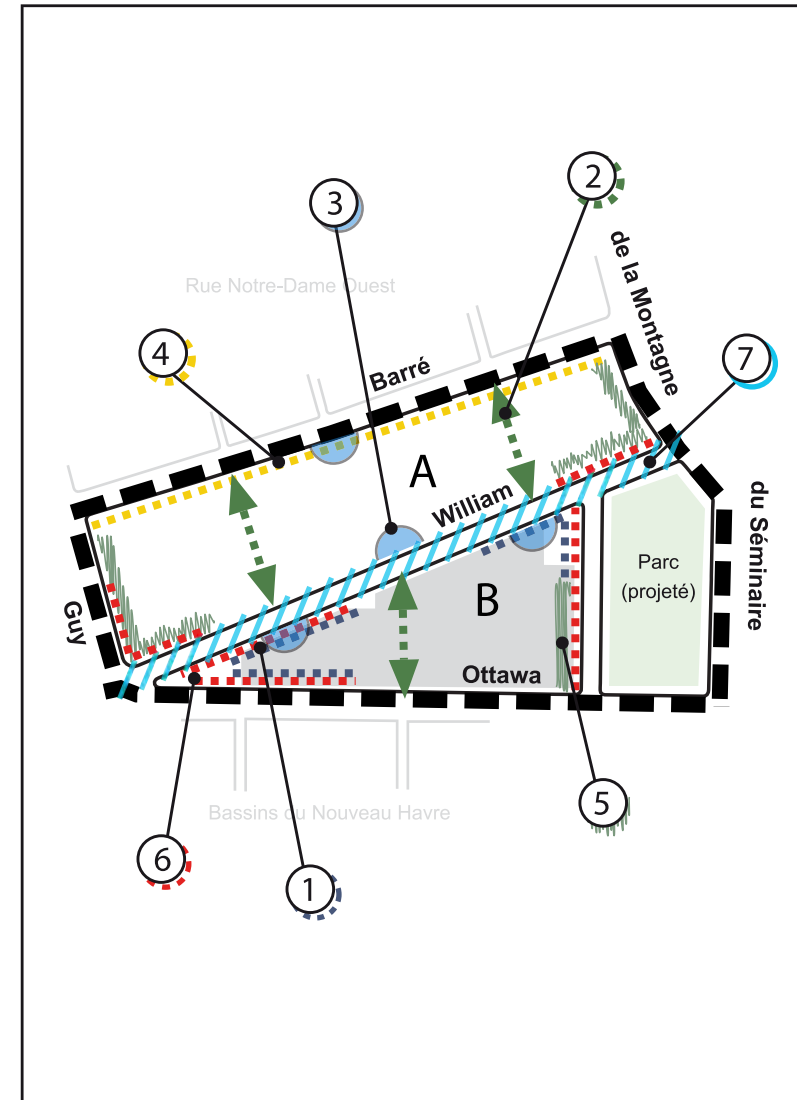 2
3
de la Montagne
Rue Notre-Dame Ouest
4
Barré
7
A
William
du Séminaire
Parc
(projeté)
B
Guy
Ottawa
5
Bassins du Nouveau Havre
6
1